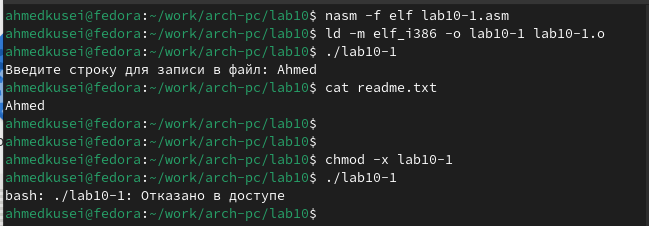 ahmedkusei@fedora:~/work/arch-pc/lab10$ nasm -f elf lab10-1.asm
ahmedkusei@fedora:~/work/arch-pc/lab10$ ld -m elf_i386 -o lab10-1 lab10-1.o
ahmedkusei@fedora:~/work/arch-pc/lab10$ ./lab10-1
Введите строку для записи в файл: Ahmed
ahmedkusei@fedora:~/work/arch-pc/lab10$ cat readme.txt
Ahmed
ahmedkusei@fedora:~/work/arch-pc/lab10$
ahmedkusei@fedora:~/work/arch-pc/lab10$
ahmedkusei@fedora:~/work/arch-pc/lab10$ chmod -x lab10-1
ahmedkusei@fedora:~/work/arch-pc/lab10$ ./lab10-1
bash: ./lab10-1: Отказано в доступе
ahmedkusei@fedora:~/work/arch-pc/lab10$